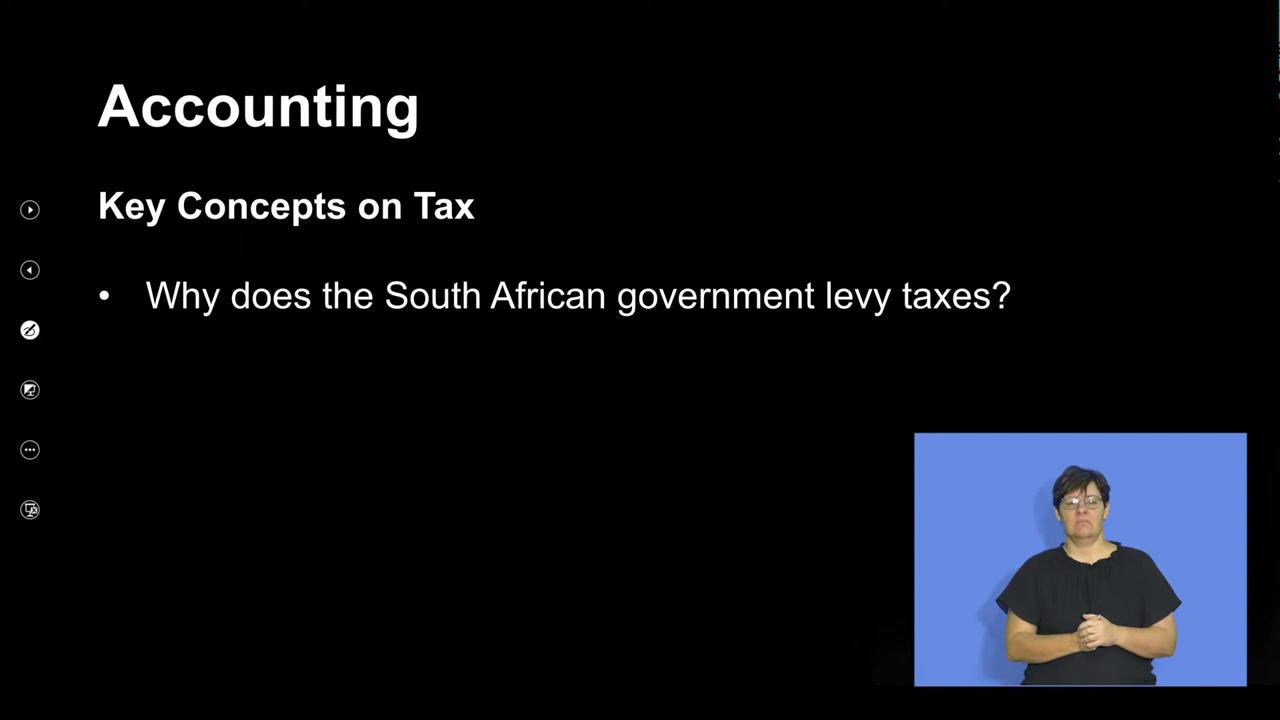 Accounting
Key Concepts on Tax
• Why does the South African government levy taxes?